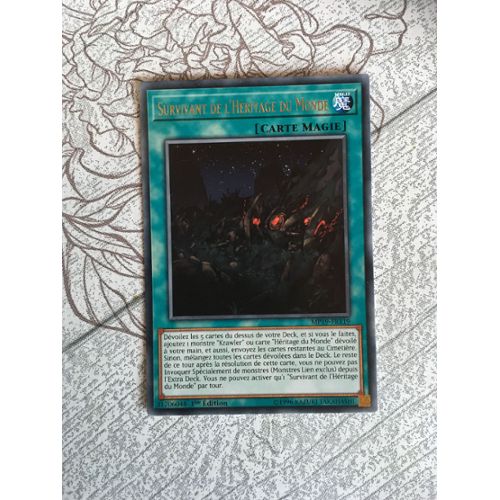 Survivant de l'Héritage du Monde
[Carte Magie]
Dévoilez les 5 cartes du dessus de votre Deck, et si vous le faites,
ajoutez 1 monstre "Krawler" ou carte "Héritage du Monde" dévoilé
à votre main, et aussi, envoyez les cartes restantes au Cimetière.
Sinon, mélangez toutes les cartes dévoilées dans le Deck. Le reste
de ce tour après la résolution de cette carte, vous ne pouvez pas
Invoquer Spécialement de monstres (Monstres Lien exclus) depuis
l'Extra Deck. Vous ne pouvez activer qu'1 "Survivant de l'Héritage
du Monde" par tour.
1st Edition
©1996 KAZUKI TAKAHASHI